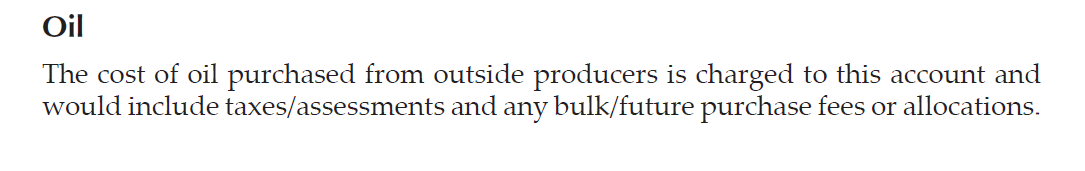 Oil
The cost of oil purchased from outside producers is charged to this account and
would include taxes/assessments and any bulk/future purchase fees or allocations.